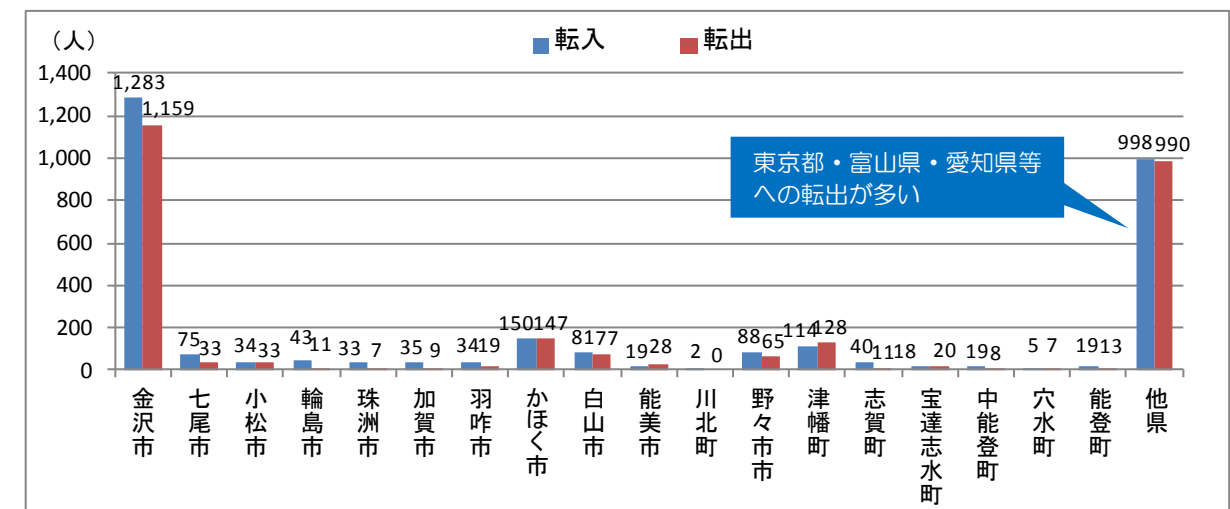 （人）
転入 転出
1,400
1,200
1,000
800
600
400
200
0
1,283
1,159
75 33
34 33
43 11
33 7
35 9
34 19
150 147
81 77
19 28
2 0
88 65
114 128
40 11
18 20
19 8
5 7
19 13
998 990
東京都・富山県・愛知県等
への転出が多い
金沢市
七尾市
小松市
輪島市
珠洲市
加賀市
羽咋市
かほく市
白山市
能美市
川北町
野々市市
津幡町
志賀町
宝達志水町
中能登町
穴水町
能登町
他県